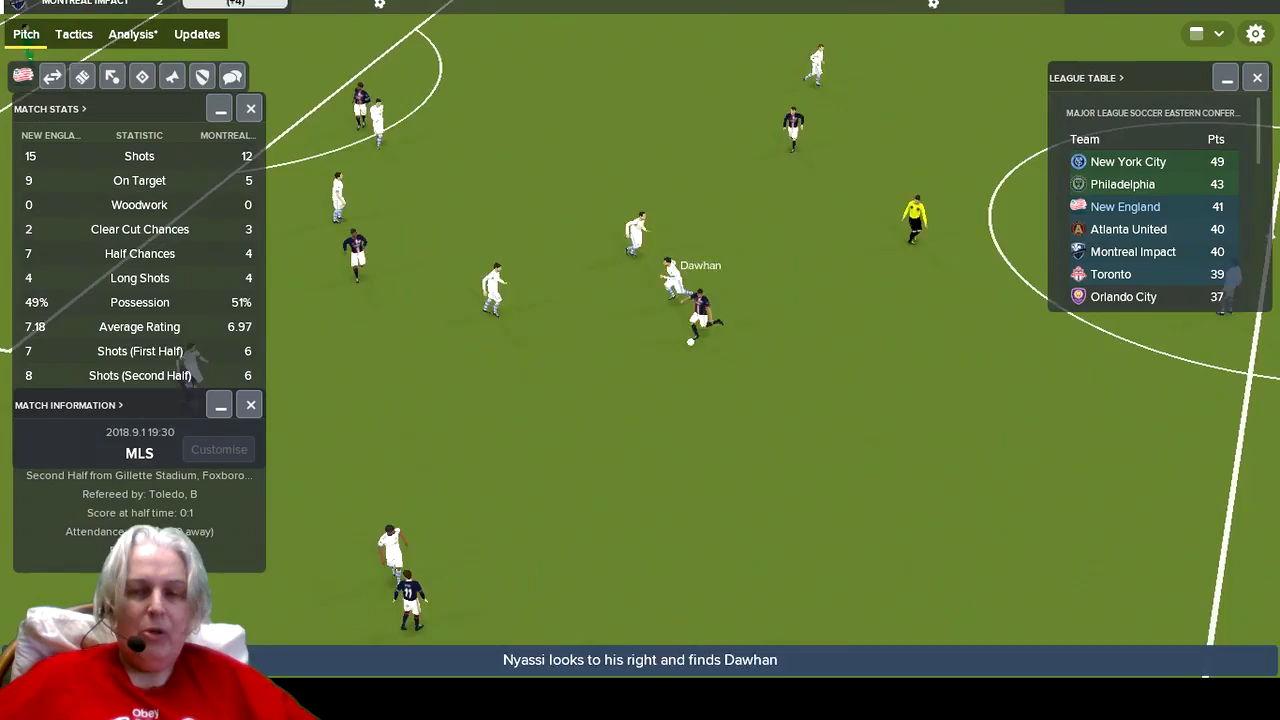 MONTREAL IMPACT 2 (+4)
Pitch Tactics Analysis* Updates
MATCH STATS >
NEW ENGLA... STATISTIC MONTREAL...
15 Shots 12
9 On Target 5
0 Woodwork 0
2 Clear Cut Chances 3
7 Half Chances 4
4 Long Shots 4
49% Possession 51%
7.18 Average Rating 6.97
7 Shots (First Half) 6
8 Shots (Second Half) 6
MATCH INFORMATION >
2018.9.1 19:30
MLS
Customise
Second Half from Gillette Stadium, Foxboro...
Refereed by: Toledo, B
Score at half time: 0:1
Attendance away)
Dawhan
LEAGUE TABLE >
MAJOR LEAGUE SOCCER EASTERN CONFER...
Team Pts
New York City 49
Philadelphia 43
New England 41
Atlanta United 40
Montreal Impact 40
Toronto 39
Orlando City 37
11
Nyassi looks to his right and finds Dawhan
Obey